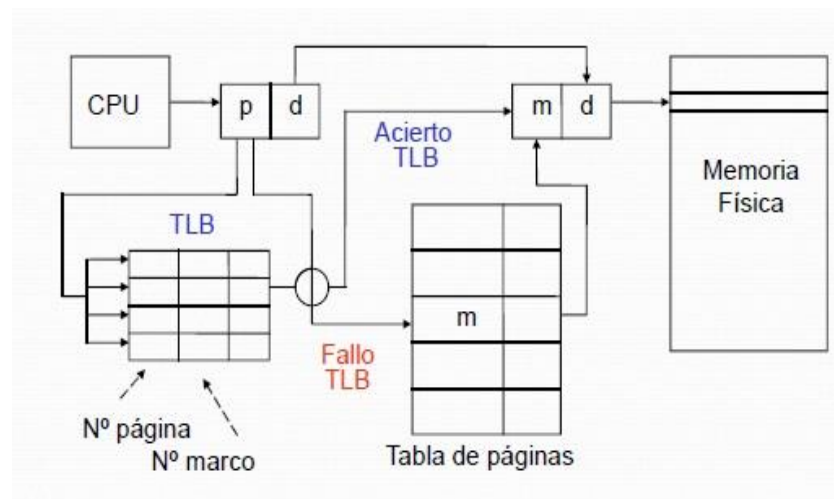 CPU
p d
m d
Acierto
TLB
Memoria
Física
TLB
m
Fallo
TLB
Nº página
Nº marco
Tabla de páginas